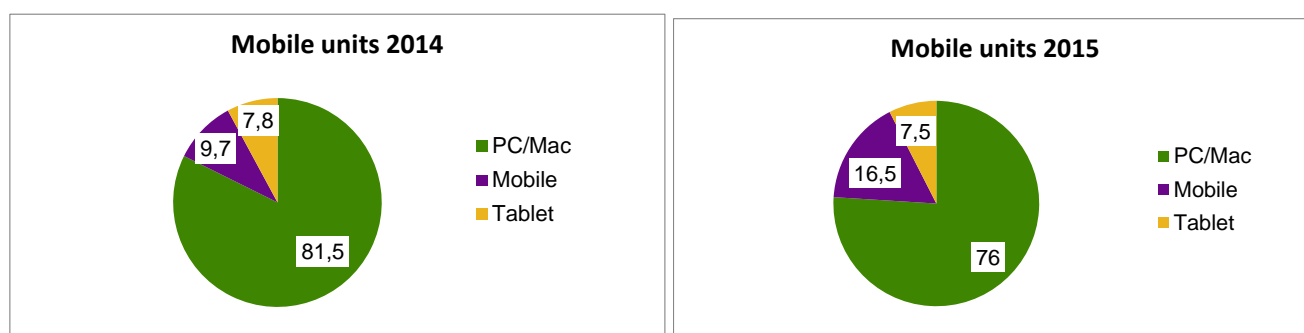 Mobile units 2014
7,8
9,7
81,5
PC/Mac
Mobile
Tablet
Mobile units 2015
7,5
16,5
76
PC/Mac
Mobile
Tablet